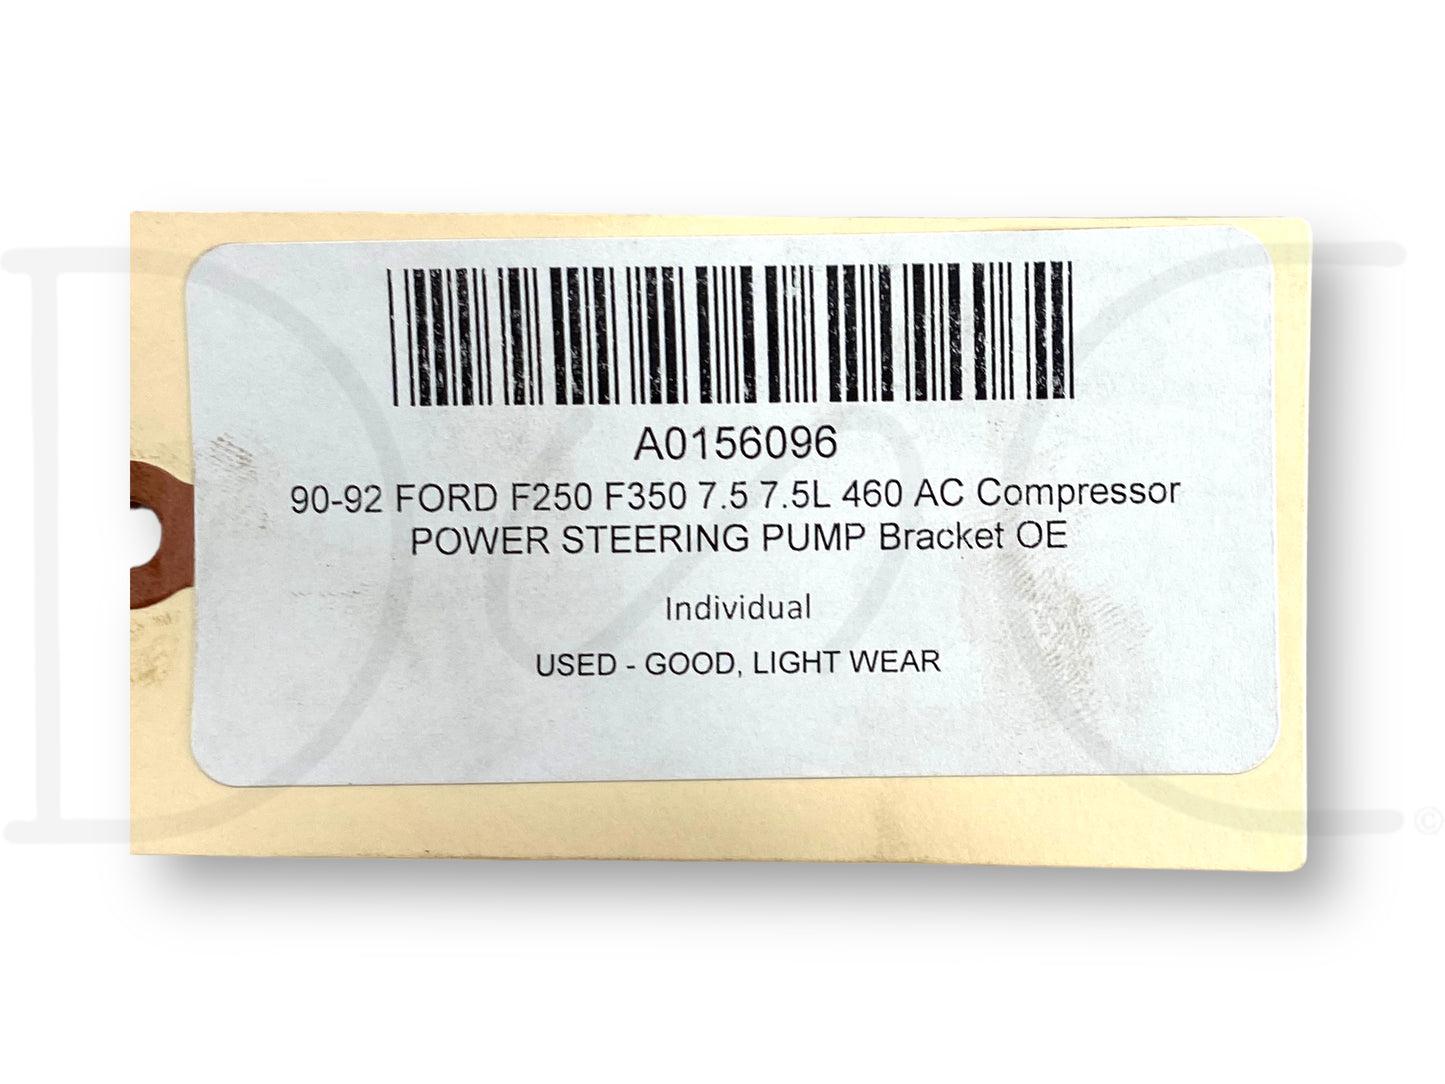 A0156096
90-92 FORD F250 F350 7.5 7.5L 460 AC Compressor
POWER STEERING PUMP Bracket OE
Individual
USED - GOOD, LIGHT WEAR
©